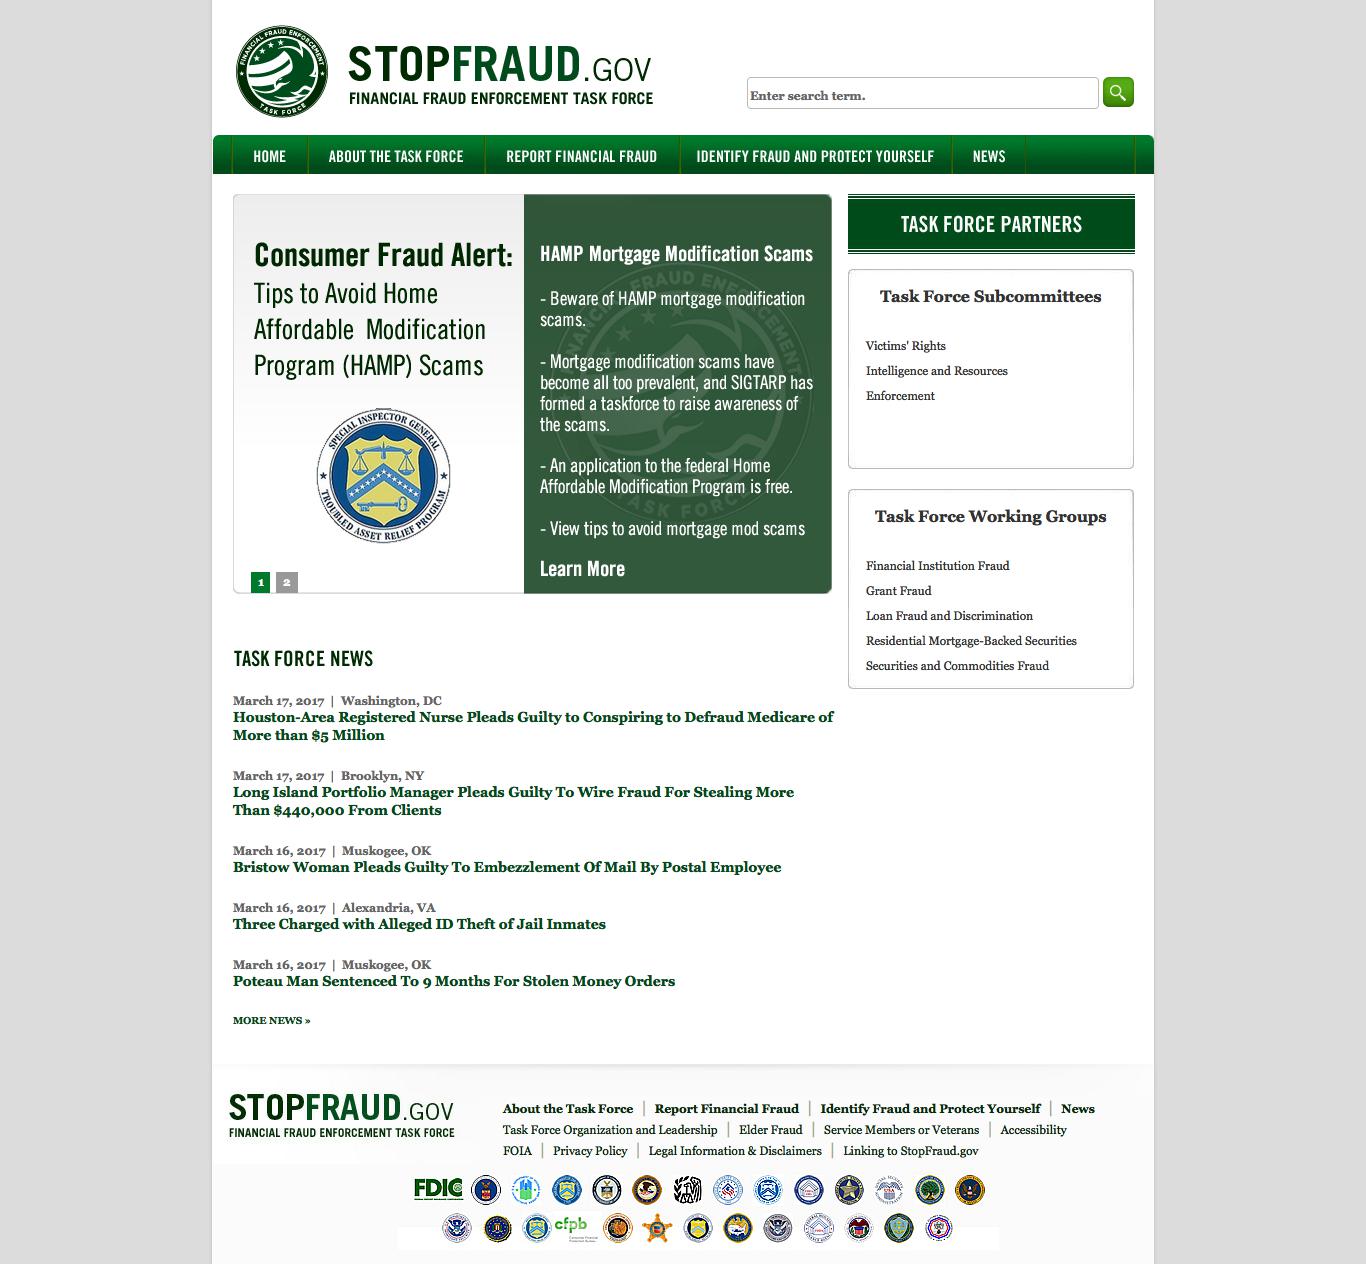 FINANCIAL FRAUD ENFORCEMENT
TASK FORCE
STOPFRAUD.GOV
FINANCIAL FRAUD ENFORCEMENT TASK FORCE
Enter search term.
HOME
ABOUT THE TASK FORCE
REPORT FINANCIAL FRAUD
IDENTIFY FRAUD AND PROTECT YOURSELF
NEWS
Consumer Fraud Alert:
Tips to Avoid Home
Affordable Modification
Program (HAMP) Scams
SPECIAL INSPECTOR GENERAL
TROUBLED ASSET RELIEF PROGRAM
1 2
HAMP Mortgage Modification Scams
- Beware of HAMP mortgage modification
scams.
- Mortgage modification scams have
become all too prevalent, and SIGTARP has
formed a taskforce to raise awareness of
the scams.
- An application to the federal Home
Affordable Modification Program is free.
- View tips to avoid mortgage mod scams
Learn More
TASK FORCE PARTNERS
Task Force Subcommittees
Victims' Rights
Intelligence and Resources
Enforcement
Task Force Working Groups
Financial Institution Fraud
Grant Fraud
Loan Fraud and Discrimination
Residential Mortgage-Backed Securities
Securities and Commodities Fraud
TASK FORCE NEWS
March 17, 2017 | Washington, DC
Houston-Area Registered Nurse Pleads Guilty to Conspiring to Defraud Medicare of
More than $5 Million
March 17, 2017 | Brooklyn, NY
Long Island Portfolio Manager Pleads Guilty To Wire Fraud For Stealing More
Than $440,000 From Clients
March 16, 2017 | Muskogee, OK
Bristow Woman Pleads Guilty To Embezzlement Of Mail By Postal Employee
March 16, 2017 | Alexandria, VA
Three Charged with Alleged ID Theft of Jail Inmates
March 16, 2017 | Muskogee, OK
Poteau Man Sentenced To 9 Months For Stolen Money Orders
MORE NEWS »
STOPFRAUD.GOV
FINANCIAL FRAUD ENFORCEMENT TASK FORCE
About the Task Force | Report Financial Fraud | Identify Fraud and Protect Yourself | News
Task Force Organization and Leadership | Elder Fraud | Service Members or Veterans | Accessibility
FOIA | Privacy Policy | Legal Information & Disclaimers | Linking to StopFraud.gov
FDIC
cfpb